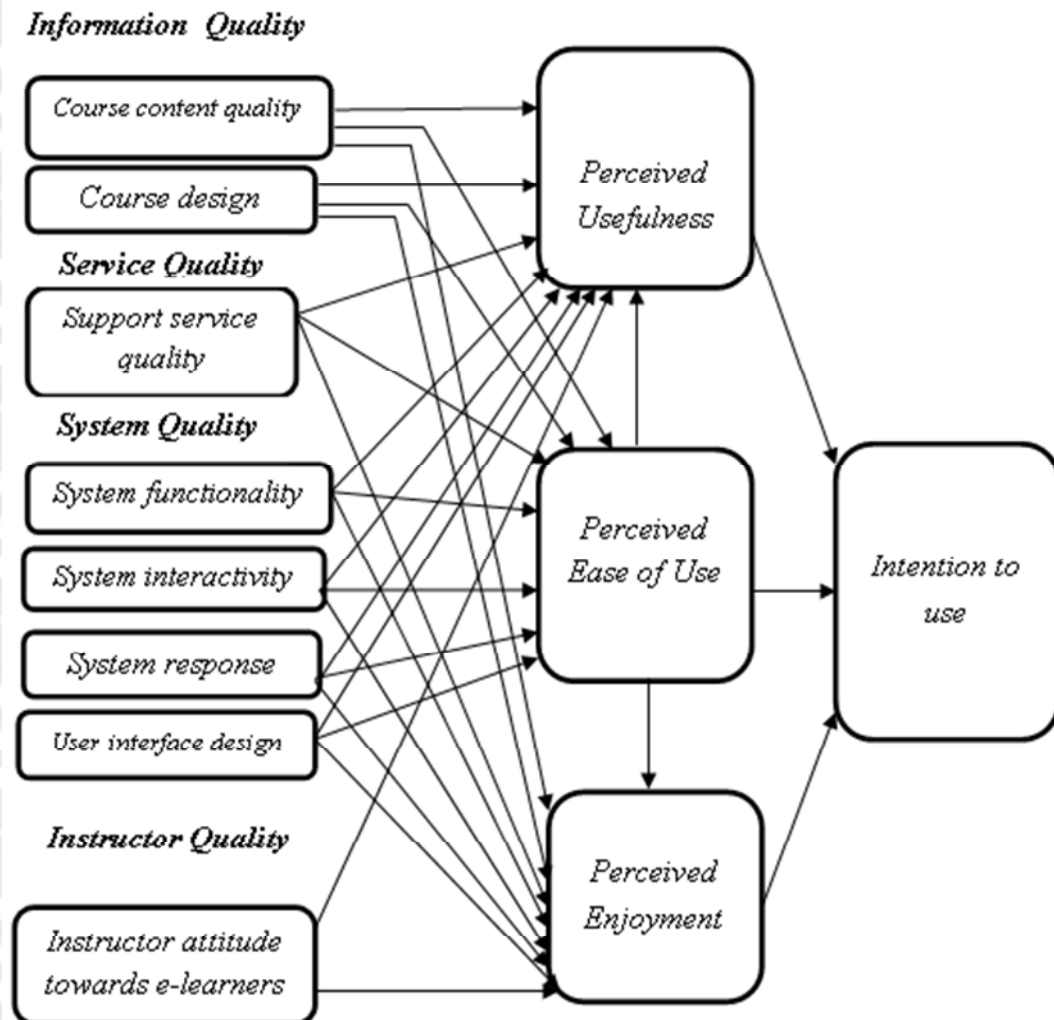 Information Quality
Course content quality
Course design
Service Quality
Support service
quality
System Quality
System functionality
System interactivity
System response
User interface design
Instructor Quality
Instructor attitude
towards e-learners
Perceived
Usefulness
Perceived
Ease of Use
Perceived
Enjoyment
Intention to
use